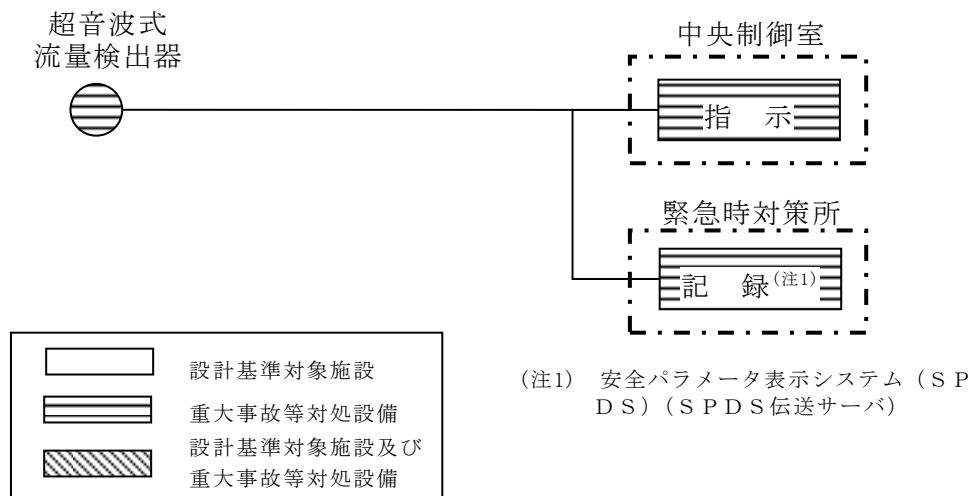 超音波式
流量検出器
中央制御室
指　示
緊急時対策所
記　録(注1)
設計基準対象施設
重大事故等対処設備
設計基準対象施設及び
重大事故等対処設備
(注1)　安全パラメータ表示システム（ＳＰ
ＤＳ）（ＳＰＤＳ伝送サーバ）